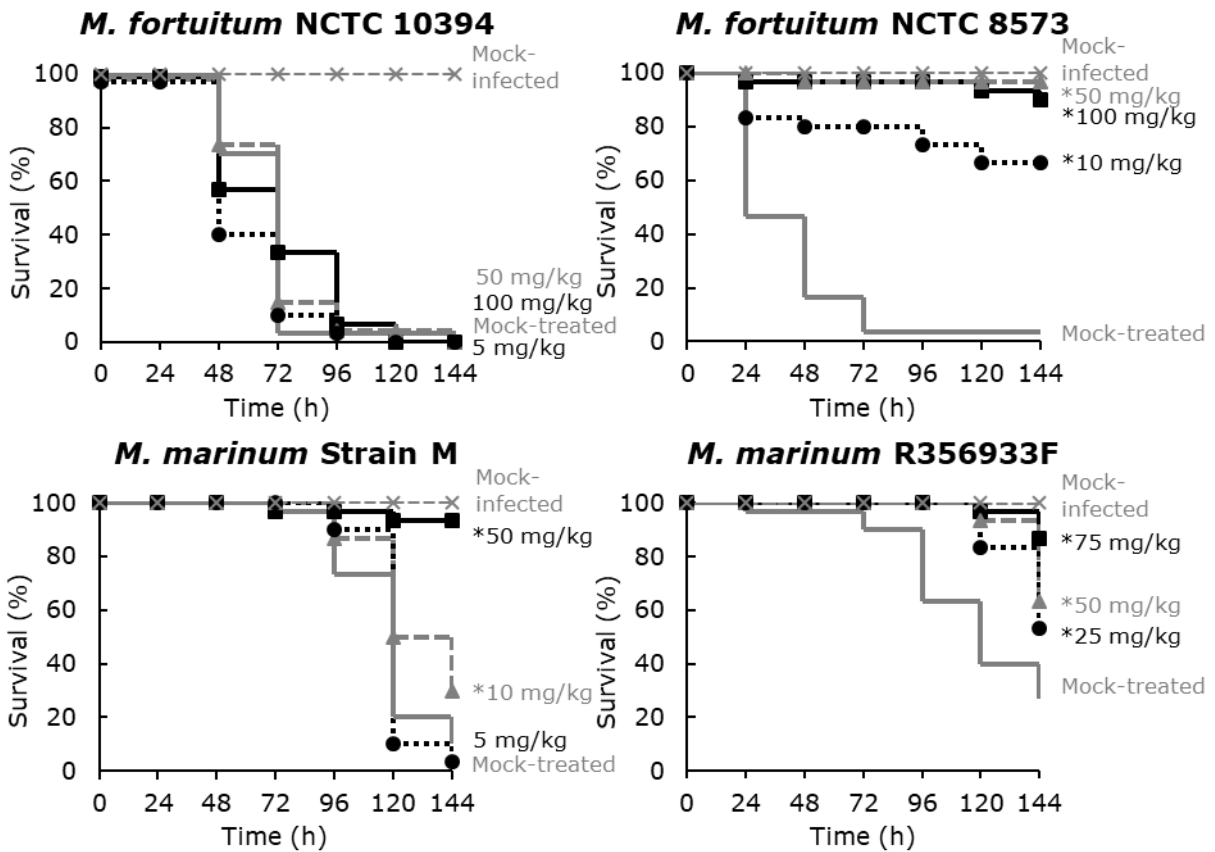 M. fortuitum NCTC 10394
Mock-
infected
100
80
60
40
20
0
Survival (%)
50 mg/kg
100 mg/kg
Mock-treated
5 mg/kg
0 24 48 72 96 120 144
Time (h)
M. fortuitum NCTC 8573
Mock-
infected
*50 mg/kg
*100 mg/kg
*10 mg/kg
Mock-treated
100
80
60
40
20
0
Survival (%)
0 24 48 72 96 120 144
Time (h)
M. marinum Strain M
Mock-
infected
*50 mg/kg
*10 mg/kg
5 mg/kg
Mock-treated
100
80
60
40
20
0
Survival (%)
0 24 48 72 96 120 144
Time (h)
M. marinum R356933F
Mock-
infected
*75 mg/kg
*50 mg/kg
*25 mg/kg
Mock-treated
100
80
60
40
20
0
Survival (%)
0 24 48 72 96 120 144
Time (h)